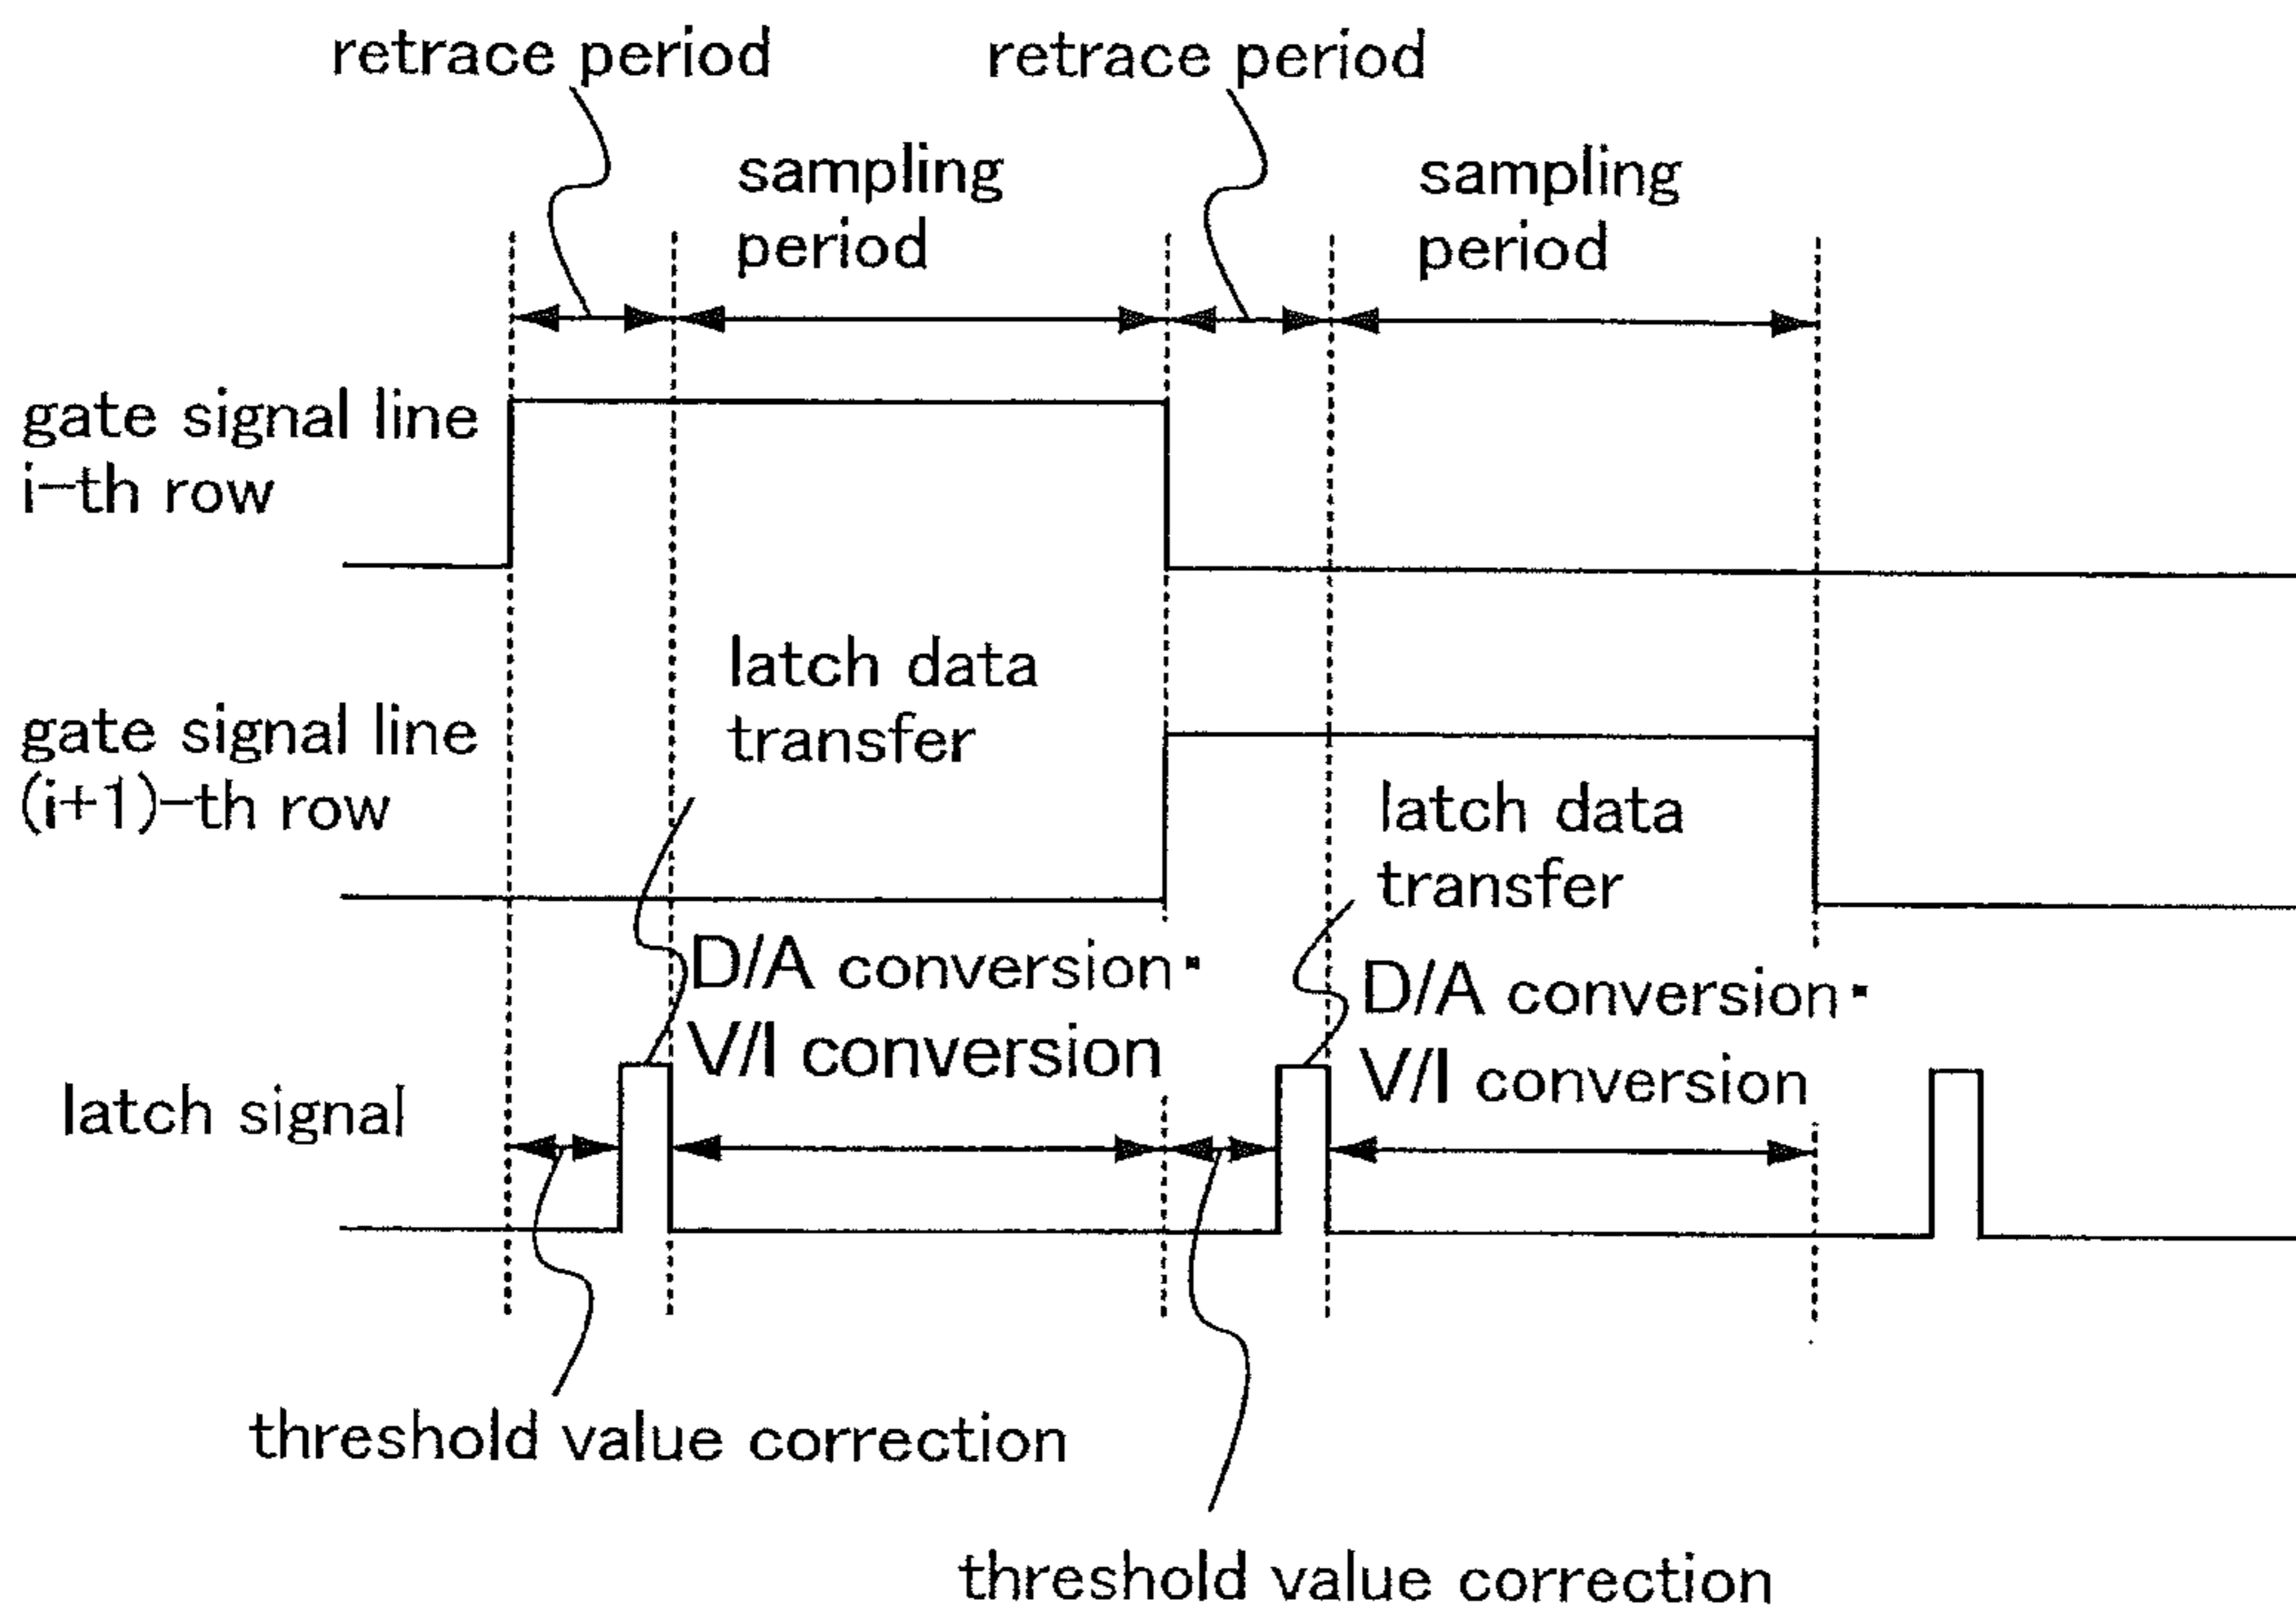 retrace period
retrace period
sampling
period
sampling
period
gate signal line
i-th row
latch data
transfer
gate signal line
(i+1)-th row
latch data
transfer
D/A conversion·
V/I conversion
D/A conversion·
V/I conversion
latch signal
threshold value correction
threshold value correction